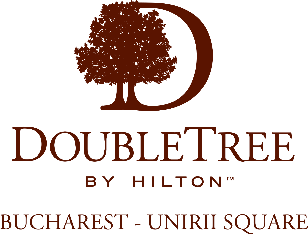 D
DOUBLETREE
BY HILTON™
BUCHAREST - UNIRII SQUARE